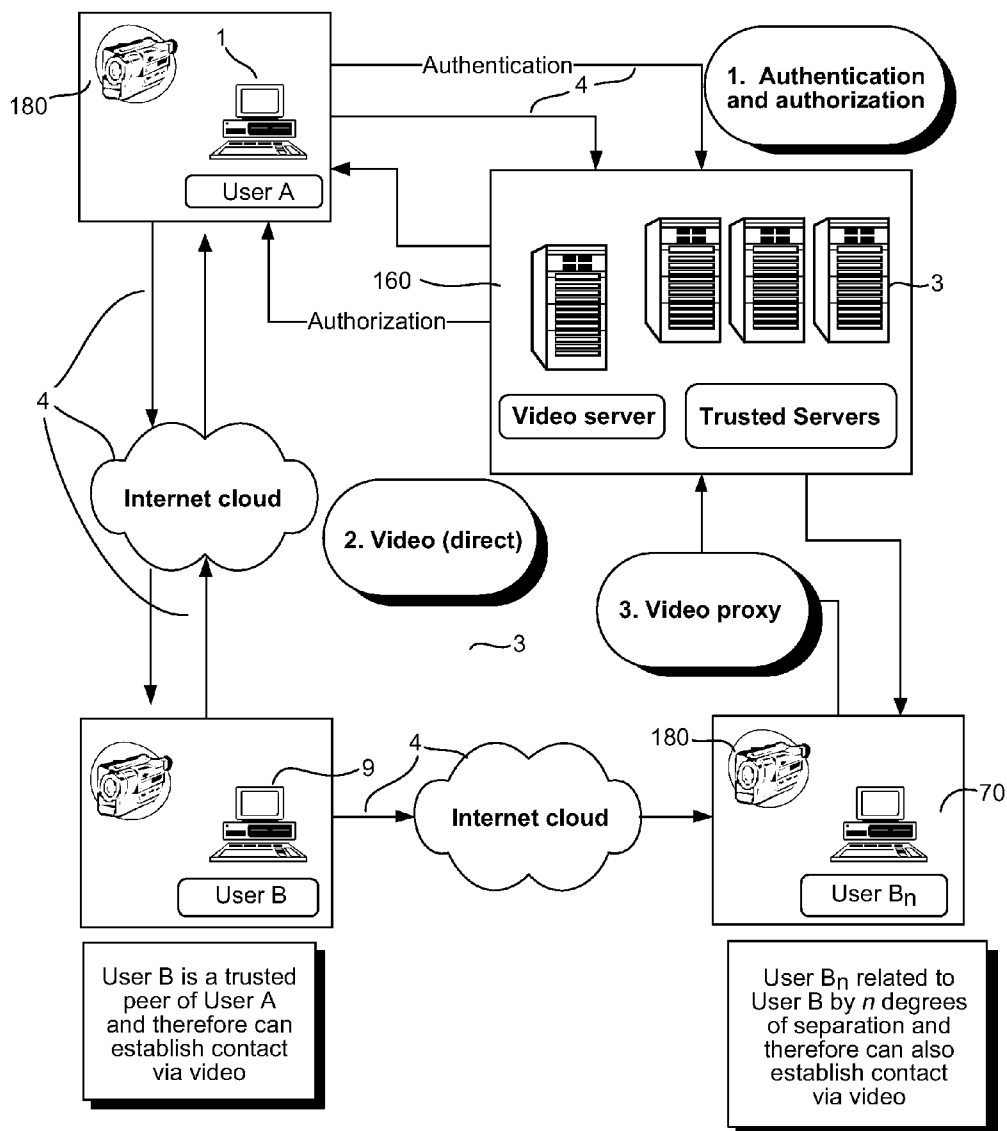 1
Authentication
4
1. Authentication
and authorization
180
User A
160
3
Authorization
Video server
Trusted Servers
4
Internet cloud
2. Video (direct)
3. Video proxy
3
9
4
180
70
Internet cloud
User B
User Bn
User B is a trusted
peer of User A
and therefore can
establish contact
via video
User Bn related to
User B by n degrees
of separation and
therefore can also
establish contact
via video